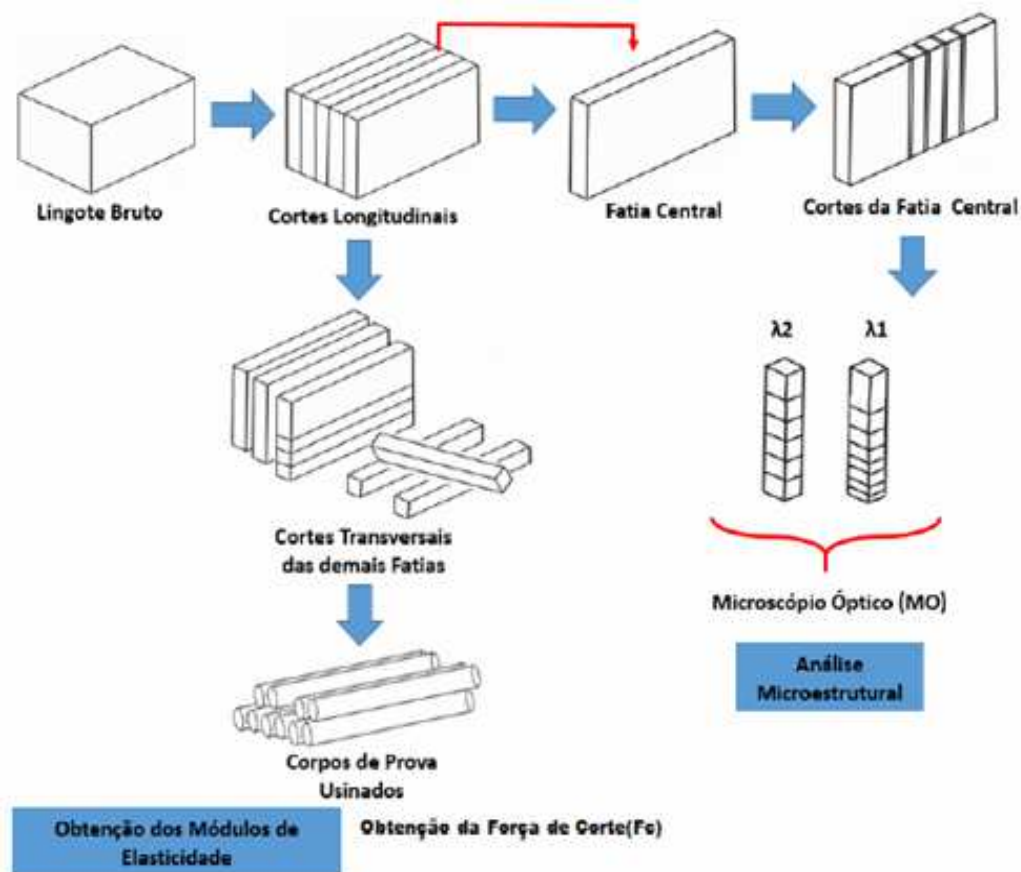 Lingote Bruto
Cortes Longitudinais
Fatia Central
Cortes da Fatia Central
λ2
λ1
Cortes Transversais
das demais Fatias
Microscópio Óptico (MO)
Análise
Microestrutural
Corpos de Prova
Usinados
Obtenção dos Módulos de
Elasticidade
Obtenção da Força de Corte(Fc)